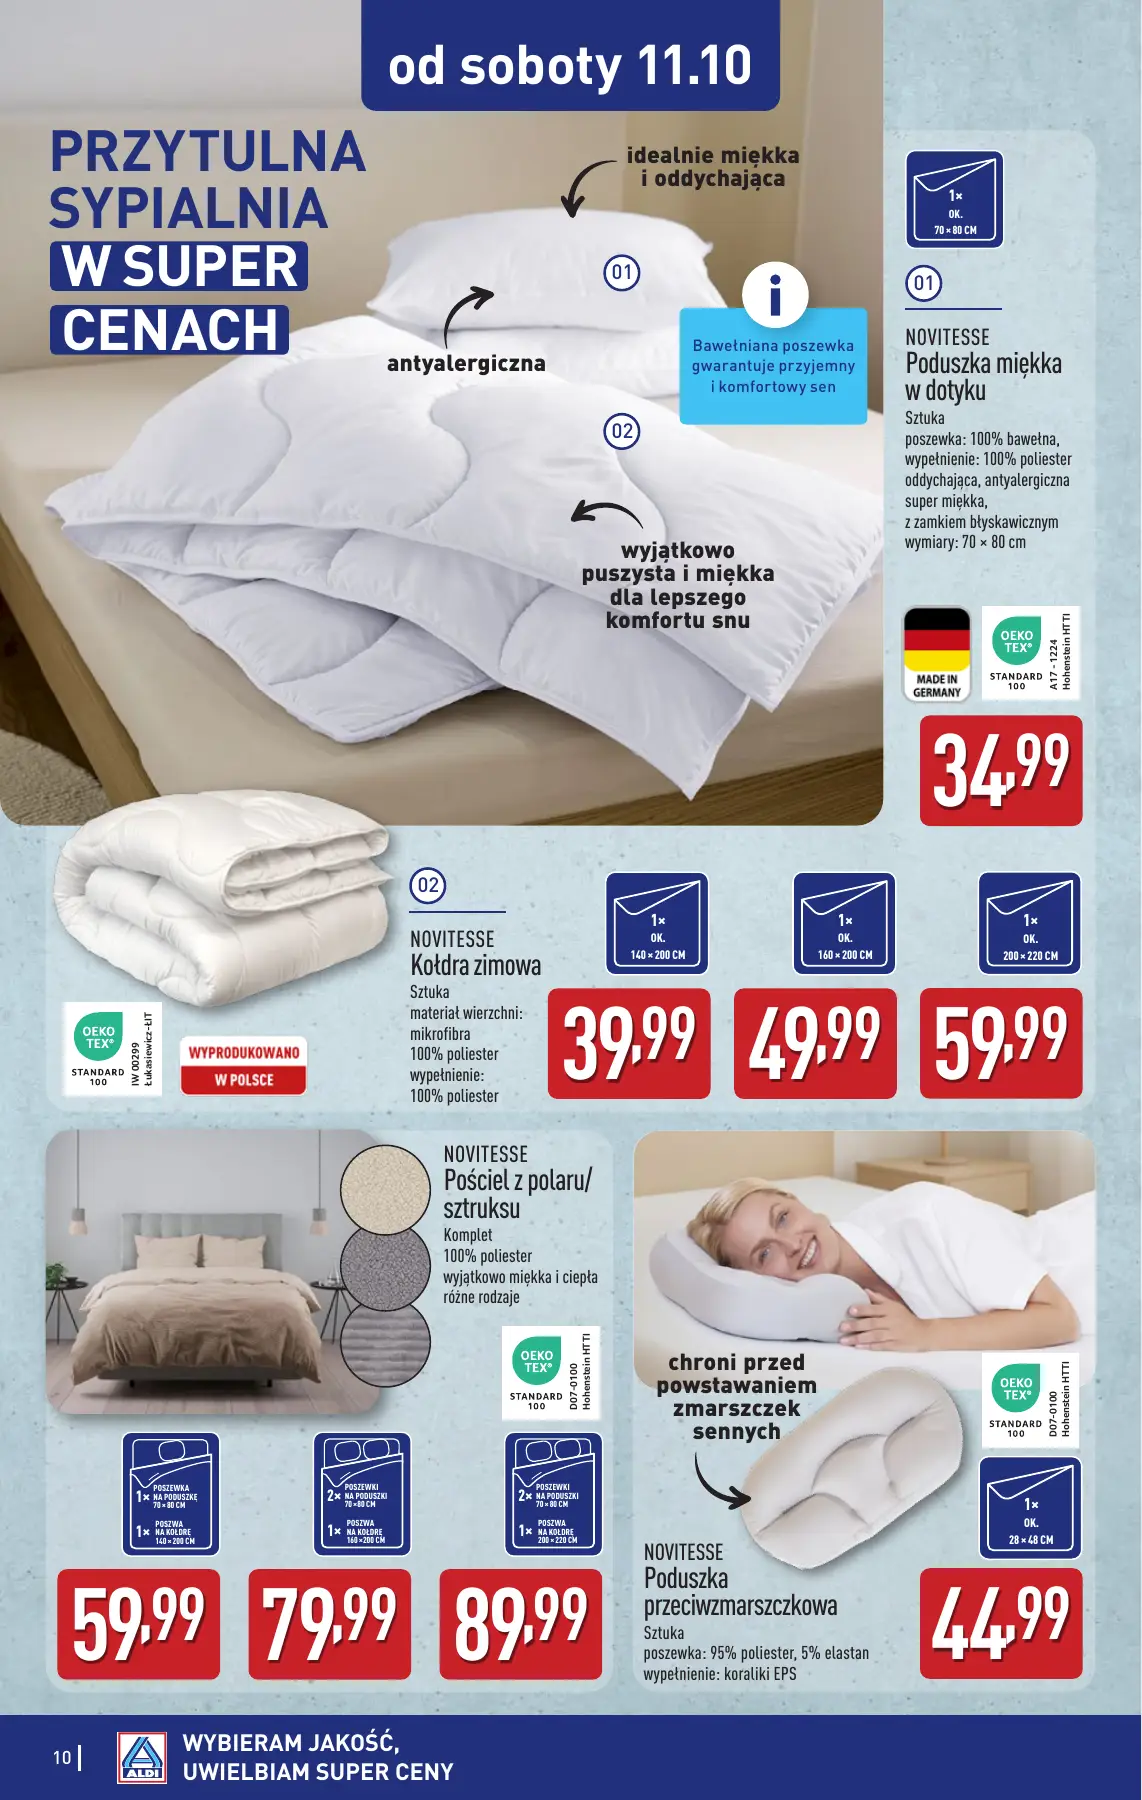 od soboty 11.10
PRZYTULNA
SYPIALNIA
W SUPER
CENACH
idealnie miękka
i oddychająca
01
antyalergiczna
i
Bawełniana poszewka
gwarantuje przyjemny
i komfortowy sen
02
wyjątkowo
puszysta i miękka
dla lepszego
komfortu snu
1×
OK.
70 × 80 CM
01
NOVITESSE
Poduszka miękka
w dotyku
Sztuka
poszewka: 100% bawełna,
wypełnienie: 100% poliester
oddychająca, antyalergiczna
super miękka,
z zamkiem błyskawicznym
wymiary: 70 × 80 cm
MADE IN
GERMANY
OEKO
TEX®
STANDARD
100
A17 - 1224
Hohenstein HTTI
34,99
02
NOVITESSE
Kołdra zimowa
Sztuka
materiał wierzchni:
mikrofibra
100% poliester
wypełnienie:
100% poliester
OEKO
TEX®
STANDARD
100
IW 00299
Łukasiewicz-ŁIT
WYPRODUKOWANO
W POLSCE
1×
OK.
140 × 200 CM
39,99
1×
OK.
160 × 200 CM
49,99
1×
OK.
200 × 220 CM
59,99
NOVITESSE
Pościel z polaru/
sztruksu
Komplet
100% poliester
wyjątkowo miękka i ciepła
różne rodzaje
OEKO
TEX®
STANDARD
100
D07-0100
Hohenstein HTTI
1× POSZEWKA
NA PODUSZKĘ
70 × 80 CM
1× POSZWA
NA KOŁDRĘ
140 × 200 CM
59,99
2× POSZEWKI
NA PODUSZKI
70 ×80 CM
1× POSZWA
NA KOŁDRĘ
160 ×200 CM
79,99
2× POSZEWKI
NA PODUSZKI
70 × 80 CM
1× POSZWA
NA KOŁDRĘ
200 × 220 CM
89,99
chroni przed
powstawaniem
zmarszczek
sennych
OEKO
TEX®
STANDARD
100
D07-0100
Hohenstein HTTI
1×
OK.
28 × 48 CM
NOVITESSE
Poduszka
przeciwzmarszczkowa
Sztuka
poszewka: 95% poliester, 5% elastan
wypełnienie: koraliki EPS
44,99
10
ALDI
WYBIERAM JAKOŚĆ,
UWIELBIAM SUPER CENY